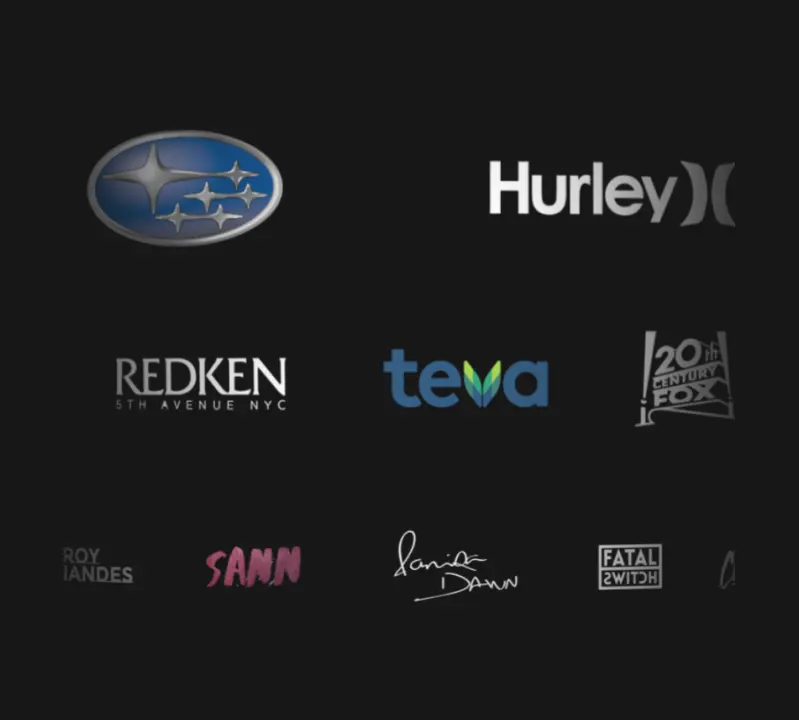 Hurley
REDKEN
5TH AVENUE NYC
teva
20th
CENTURY
FOX
ROY
IANDES
SANN
DAWN
FATAL
SWITCH